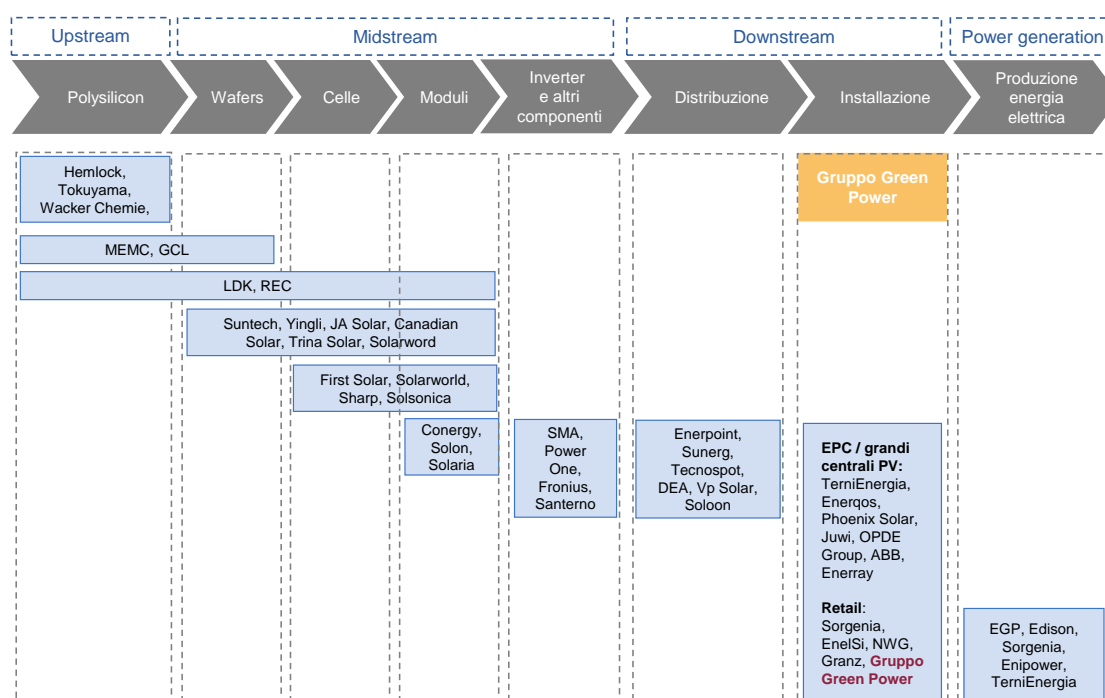 Upstream
Midstream
Downstream
Power generation
Polysilicon
Wafers
Celle
Moduli
Inverter
e altri
componenti
Distribuzione
Installazione
Produzione
energia
elettrica
Hemlock,
Tokuyama,
Wacker Chemie,
Gruppo Green
Power
MEMC, GCL
LDK, REC
Suntech, Yingli, JA Solar, Canadian
Solar, Trina Solar, Solarword
First Solar, Solarworld,
Sharp, Solsonica
Conergy,
Solon,
Solaria
SMA,
Power
One,
Fronius,
Santerno
Enerpoint,
Sunerg,
Tecnospot,
DEA, Vp Solar,
Soloon
EPC / grandi
centrali PV:
TerniEnergia,
Enerqos,
Phoenix Solar,
Juwi, OPDE
Group, ABB,
Enerray
Retail:
Sorgenia,
EnelSi, NWG,
Granz, Gruppo
Green Power
EGP, Edison,
Sorgenia,
Enipower,
TerniEnergia